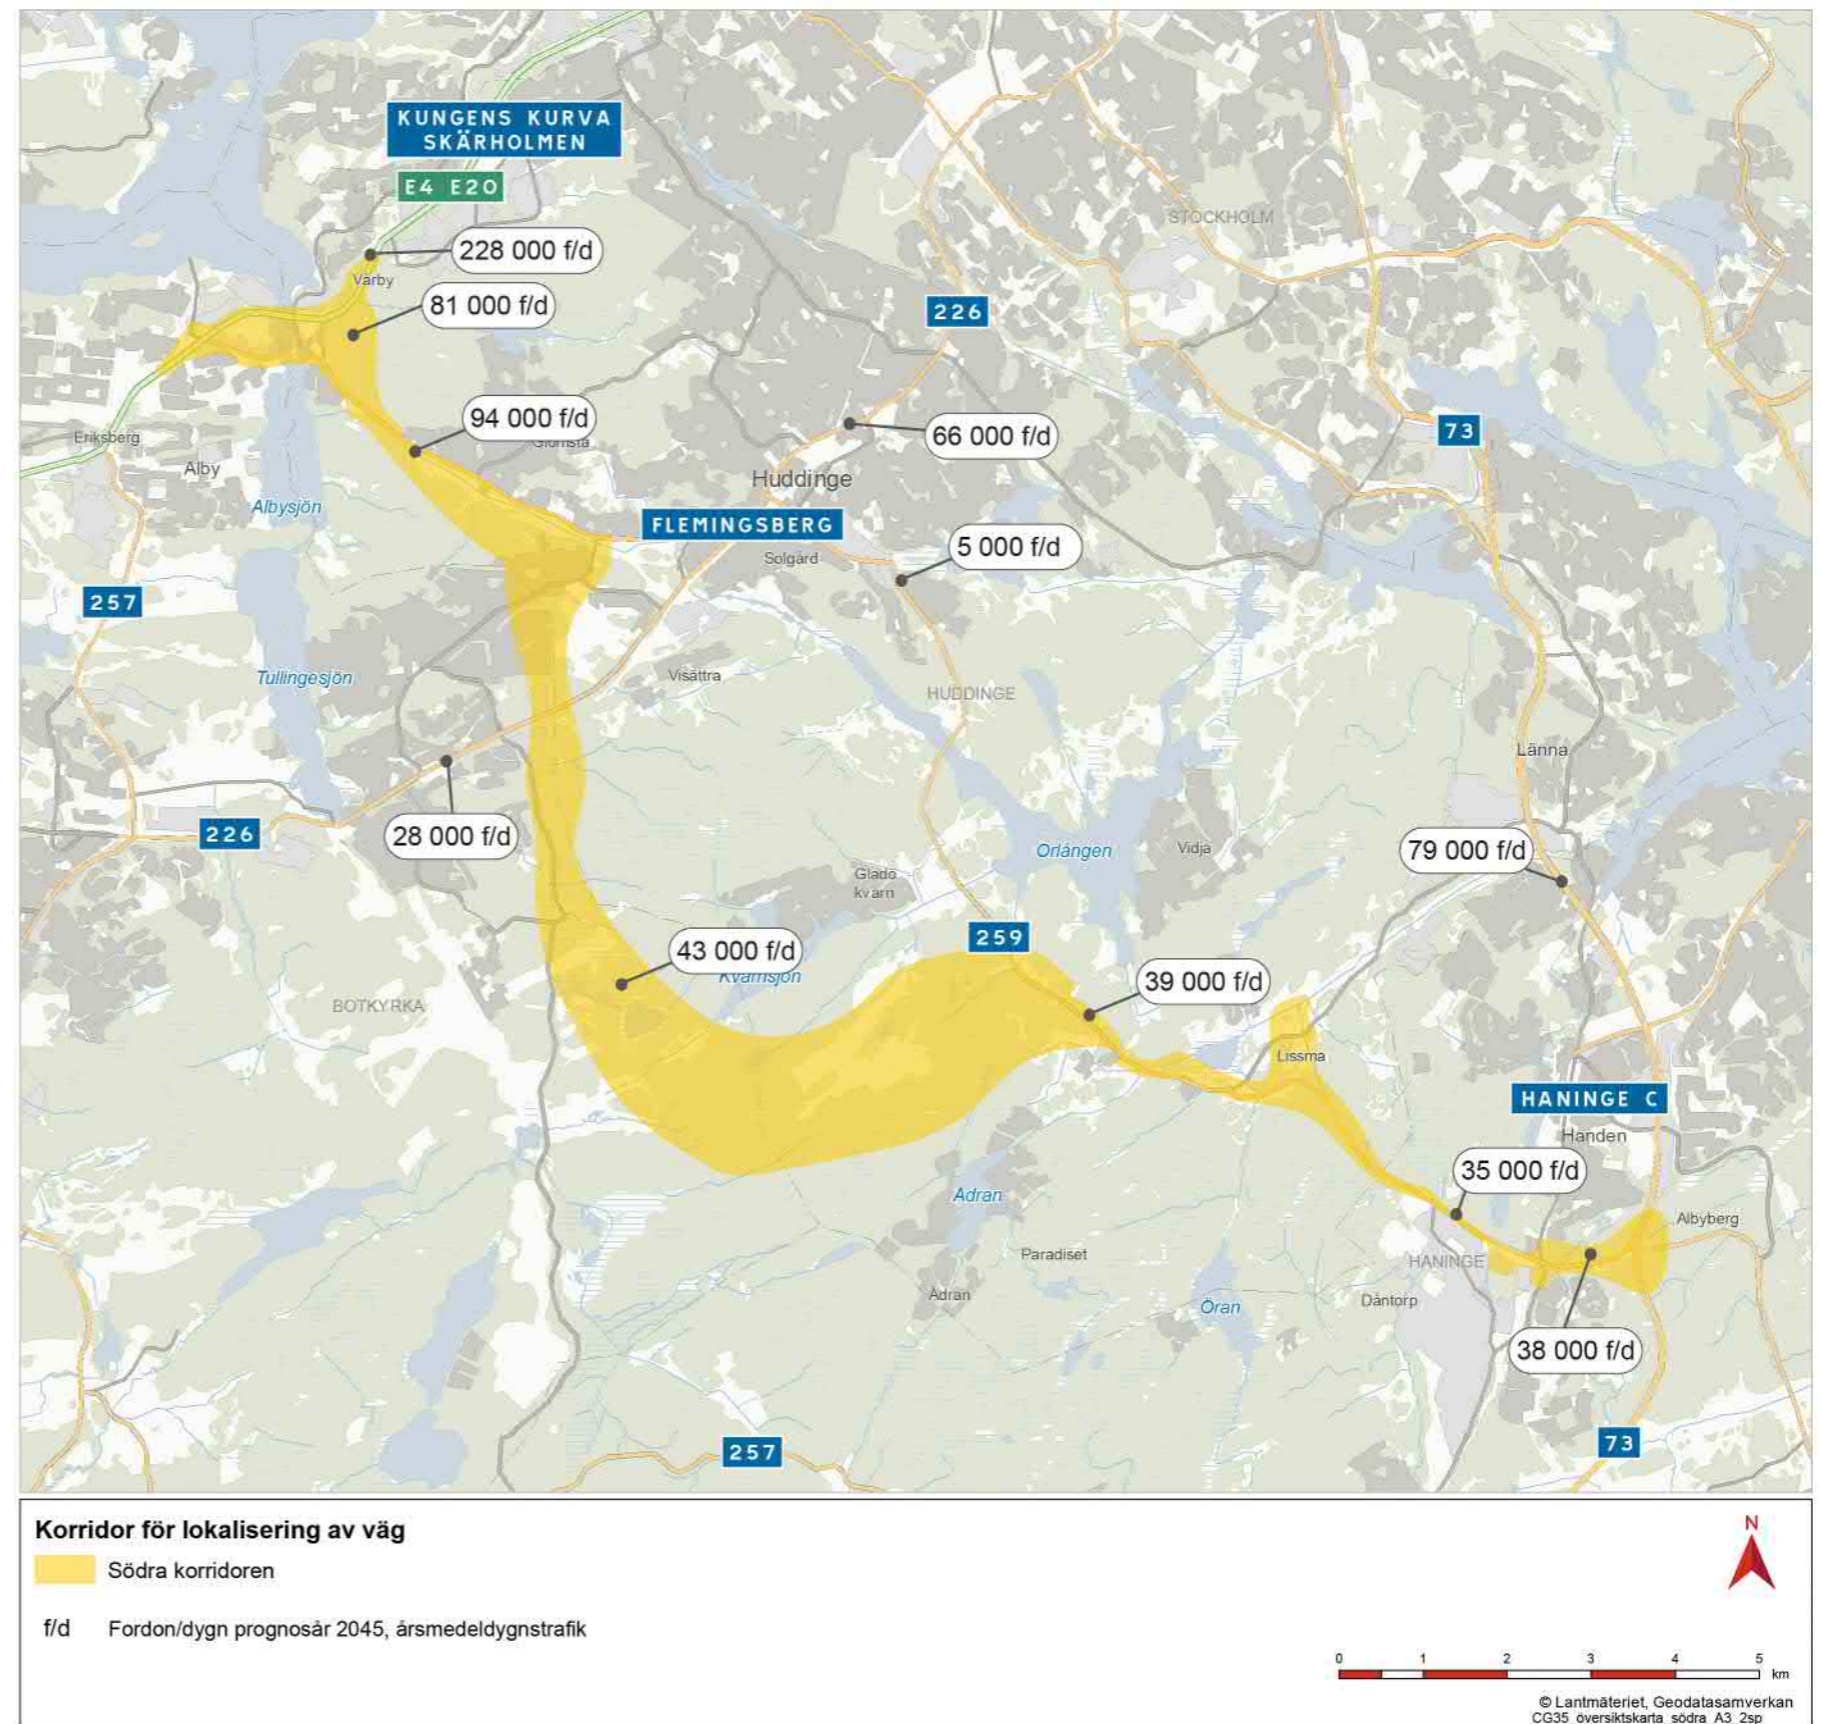 KUNGENS KURVA
SKÄRHOLMEN
E4 E20
STOCKHOLM
228 000 f/d
Vårby
81 000 f/d
226
94 000 f/d
Glömsta
66 000 f/d
73
Eriksberg
Alby
Huddinge
Albysjön
FLEMINGSBERG
Solgård
5 000 f/d
257
Tullingesjön
Visättra
HUDDINGE
Länna
226
28 000 f/d
Orlången
Vidja
79 000 f/d
Gladö
kvarn
259
43 000 f/d
Kvarnsjön
39 000 f/d
BOTKYRKA
Lissma
HANINGE C
Handen
35 000 f/d
Ådran
Albyberg
Paradiset
HANINGE
Ådran
Öran
Dåntorp
38 000 f/d
257
73
Korridor för lokalisering av väg
Södra korridoren
f/d Fordon/dygn prognosår 2045, årsmedeldygnstrafik
N
0 1 2 3 4 5
km
© Lantmäteriet, Geodatasamverkan
CG35_översiktskarta_södra_A3_2sp